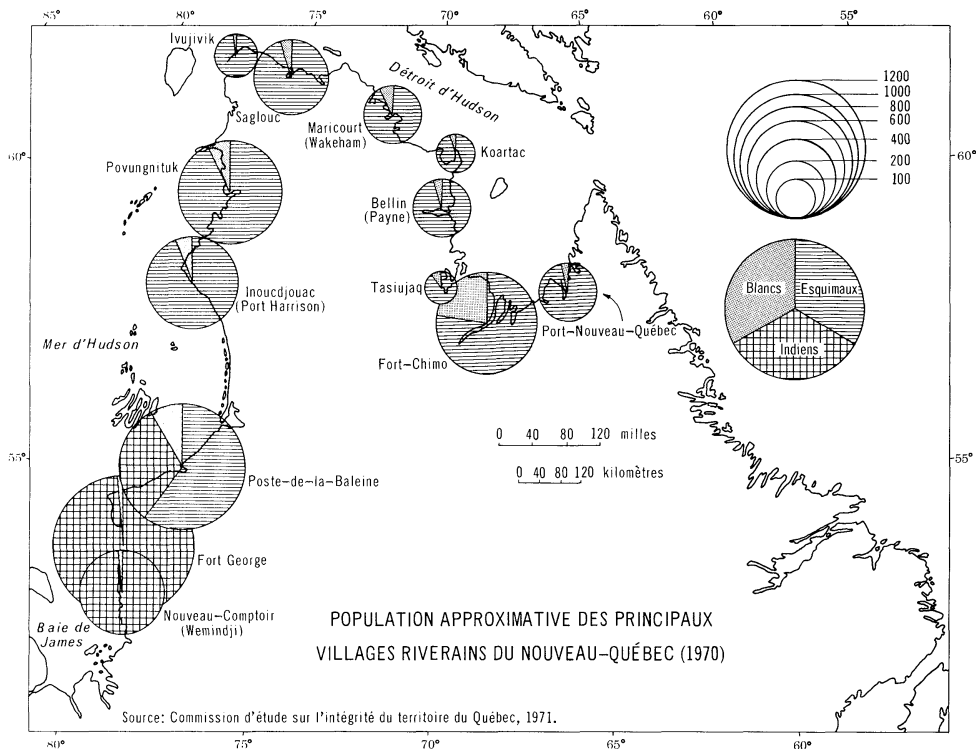 85°
80°
75°
70°
65°
60°
55°
Ivujivik
Saglouc
Détroit d'Hudson
Maricourt
(Wakeham)
Koartac
60°
60°
Povungnituk
Bellin
(Payne)
Inoucdjouac
(Port Harrison)
Tasiujaq
Port-Nouveau-Québec
Fort-Chimo
Mer d'Hudson
1200
1000
800
600
400
200
100
Blancs
Esquimaux
Indiens
0 40 80 120 milles
0 40 80 120 kilomètres
55°
55°
Poste-de-la-Baleine
Fort George
Nouveau-Comptoir
(Wemindji)
Baie de
James
POPULATION APPROXIMATIVE DES PRINCIPAUX
VILLAGES RIVERAINS DU NOUVEAU-QUÉBEC (1970)
Source: Commission d'étude sur l'intégrité du territoire du Québec, 1971.
80°
75°
70°
65°
60°